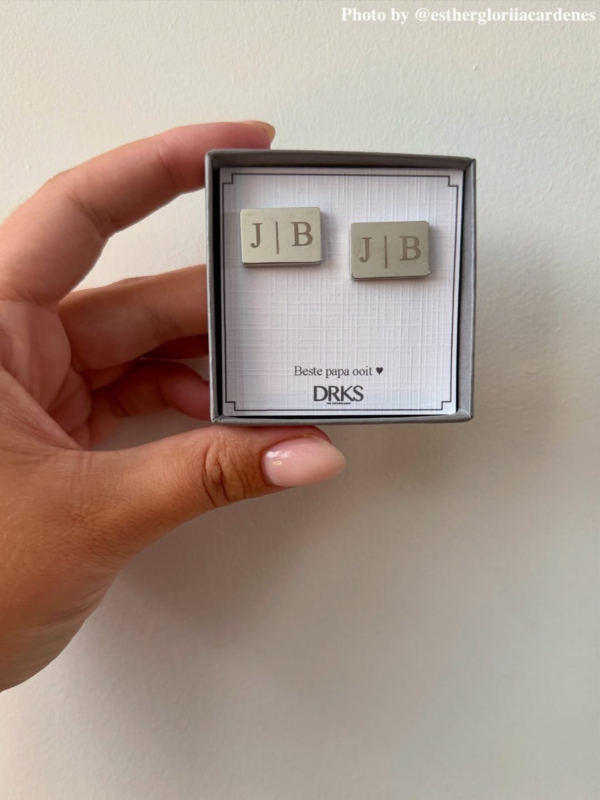 Photo by @esthergloriiacardenes
J | B
J | B
Beste papa ooit ♥
DRKS